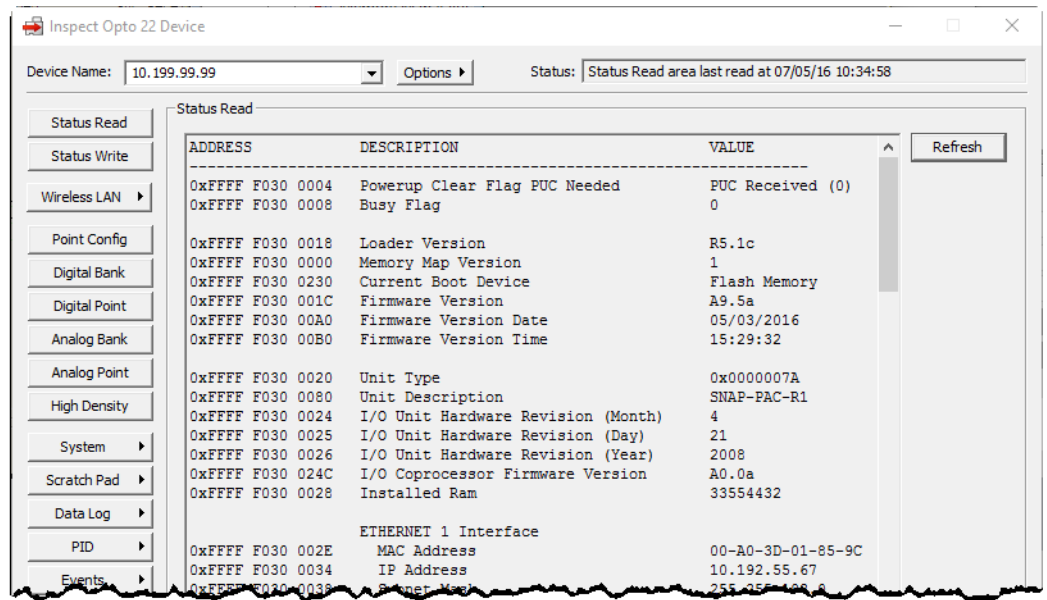 Inspect Opto 22 Device
Device Name: 10.199.99.99 Options Status: Status Read area last read at 07/05/16 10:34:58
Status Read
Status Write
Wireless LAN
Point Config
Digital Bank
Digital Point
Analog Bank
Analog Point
High Density
System
Scratch Pad
Data Log
PID
Events
Status Read
Refresh
ADDRESS DESCRIPTION VALUE
0xFFFF F030 0004 Powerup Clear Flag PUC Needed PUC Received (0)
0xFFFF F030 0008 Busy Flag 0
0xFFFF F030 0018 Loader Version R5.1c
0xFFFF F030 0000 Memory Map Version 1
0xFFFF F030 0230 Current Boot Device Flash Memory
0xFFFF F030 001C Firmware Version A9.5a
0xFFFF F030 00A0 Firmware Version Date 05/03/2016
0xFFFF F030 00B0 Firmware Version Time 15:29:32
0xFFFF F030 0020 Unit Type 0x0000007A
0xFFFF F030 0080 Unit Description SNAP-PAC-R1
0xFFFF F030 0024 I/O Unit Hardware Revision (Month) 4
0xFFFF F030 0025 I/O Unit Hardware Revision (Day) 21
0xFFFF F030 0026 I/O Unit Hardware Revision (Year) 2008
0xFFFF F030 024C I/O Coprocessor Firmware Version A0.0a
0xFFFF F030 0028 Installed Ram 33554432
ETHERNET 1 Interface
0xFFFF F030 002E MAC Address 00-A0-3D-01-85-9C
0xFFFF F030 0034 IP Address 10.192.55.67
0xFFFF F030 0038 Subnet Mask